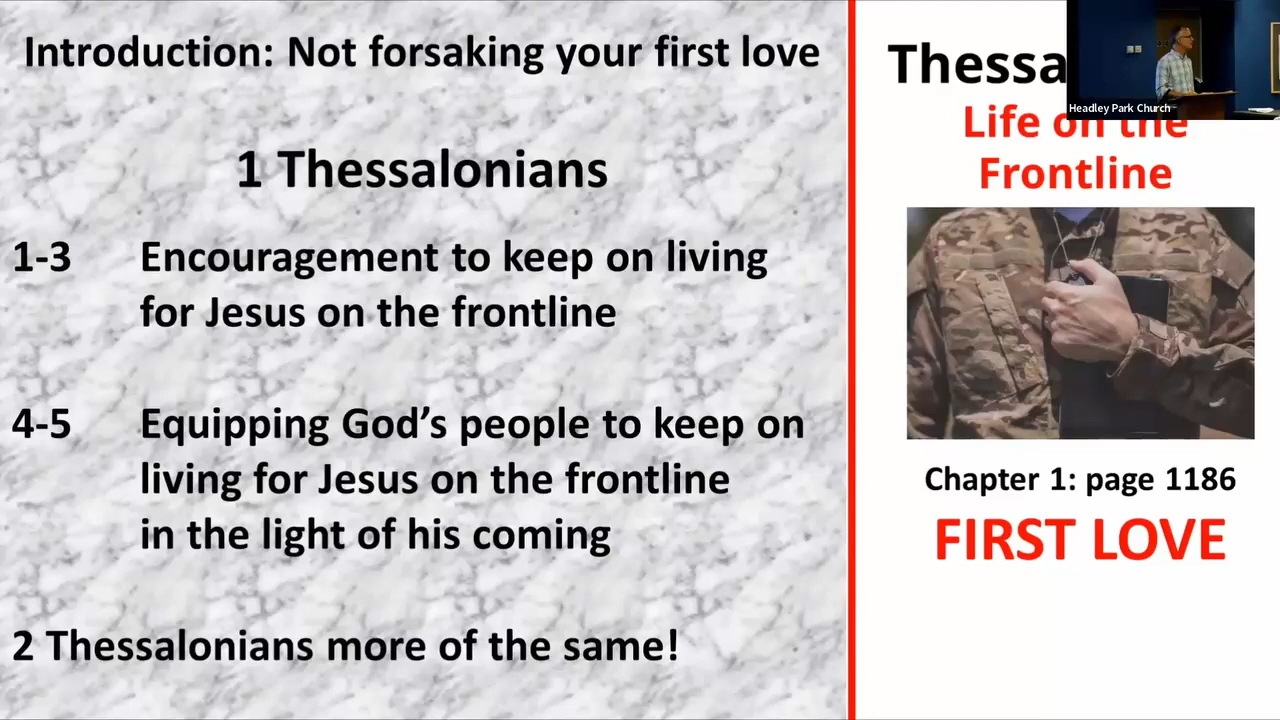 Introduction: Not forsaking your first love
1 Thessalonians
1-3 Encouragement to keep on living
for Jesus on the frontline
4-5 Equipping God’s people to keep on
living for Jesus on the frontline
in the light of his coming
2 Thessalonians more of the same!
Thessa
Headley Park Church
Life on the
Frontline
Chapter 1: page 1186
FIRST LOVE